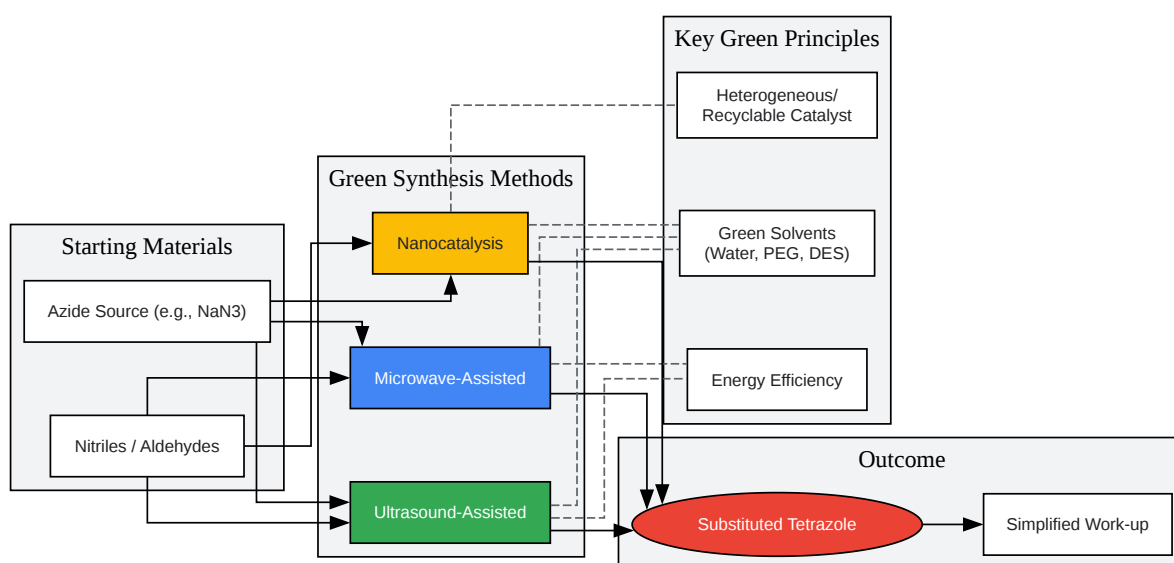 Key Green Principles
Heterogeneous/
Recyclable Catalyst
Green Solvents
(Water, PEG, DES)
Energy Efficiency
Green Synthesis Methods
Nanocatalysis
Microwave-Assisted
Ultrasound-Assisted
Starting Materials
Azide Source (e.g., NaN3)
Nitriles / Aldehydes
Outcome
Substituted Tetrazole
Simplified Work-up